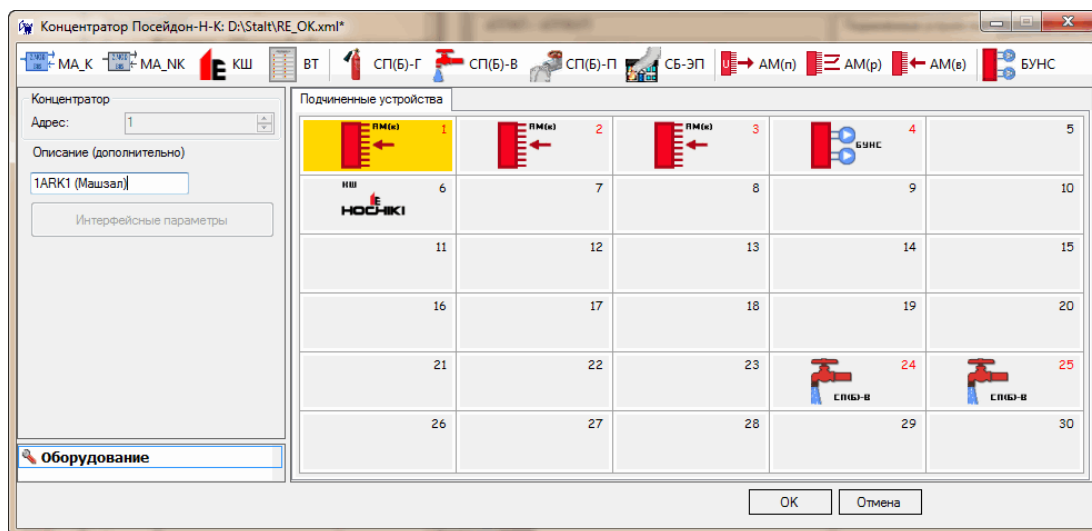 Концентратор Посейдон-Н-К: D:\Stalt\RE_OK.xml*
МА_К МА_NК КШ ВТ СП(Б)-Г СП(Б)-В СП(Б)-П СБ-ЭП АМ(п) АМ(р) АМ(в) БУНС
Концентратор
Адрес: 1
Описание (дополнительно)
1ARK1 (Машзал)
Интерфейсные параметры
Оборудование
Подчиненные устройства
АМ(к) 1 АМ(к) 2 АМ(к) 3 БУНС 4 5
КШ HOCHIKI 6 7 8 9 10
11 12 13 14 15
16 17 18 19 20
21 22 23 СП(Б)-В 24 СП(Б)-В 25
26 27 28 29 30
OK Отмена